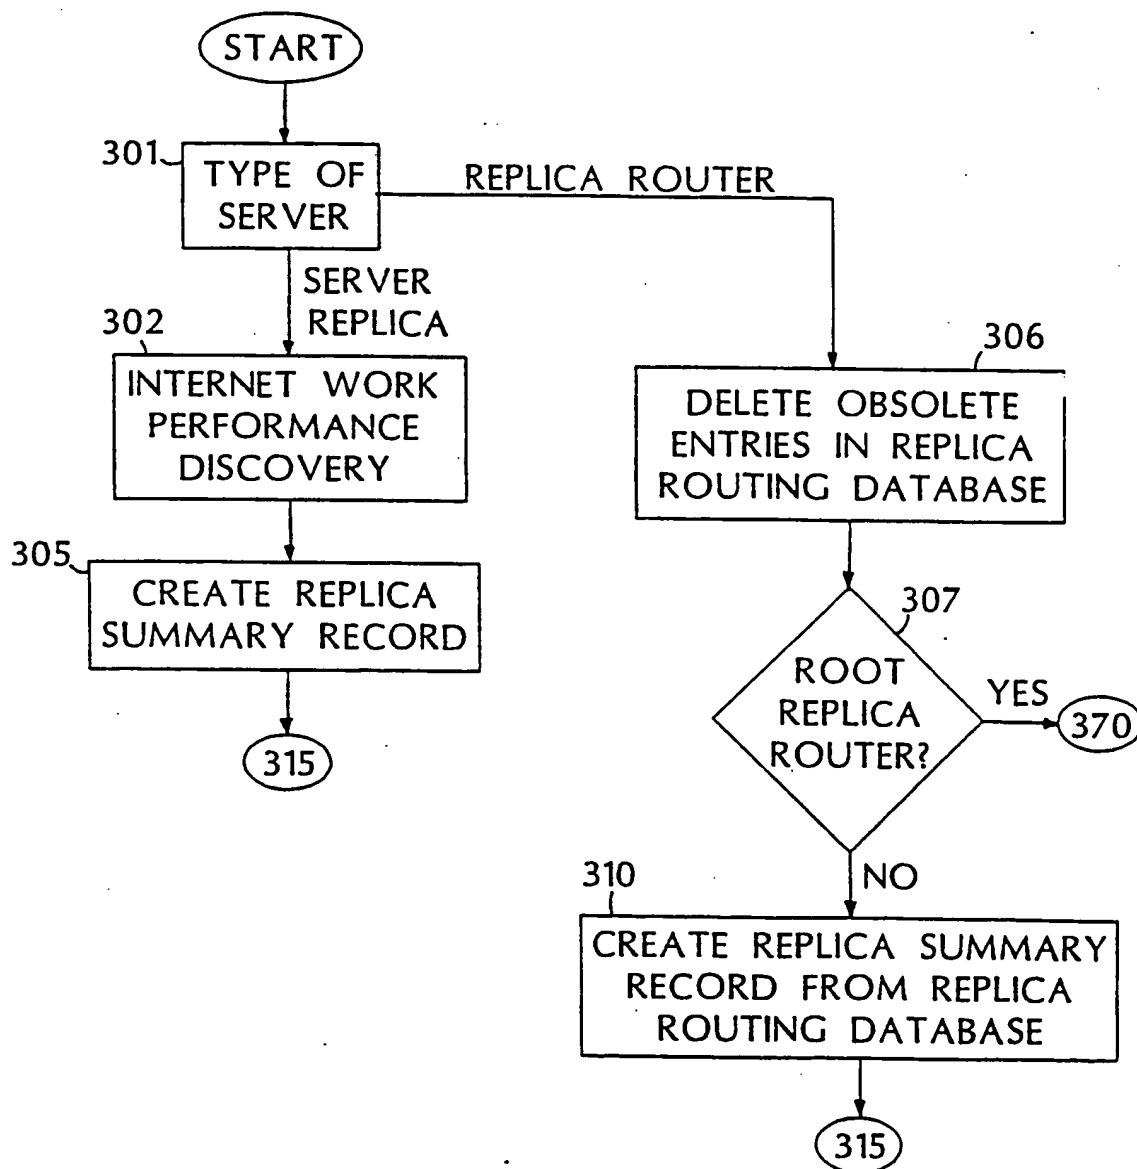 START
301
TYPE OF
SERVER
REPLICA ROUTER
SERVER
REPLICA
302
INTERNET WORK
PERFORMANCE
DISCOVERY
305
CREATE REPLICA
SUMMARY RECORD
315
306
DELETE OBSOLETE
ENTRIES IN REPLICA
ROUTING DATABASE
307
ROOT
REPLICA
ROUTER?
YES
370
NO
310
CREATE REPLICA SUMMARY
RECORD FROM REPLICA
ROUTING DATABASE
315